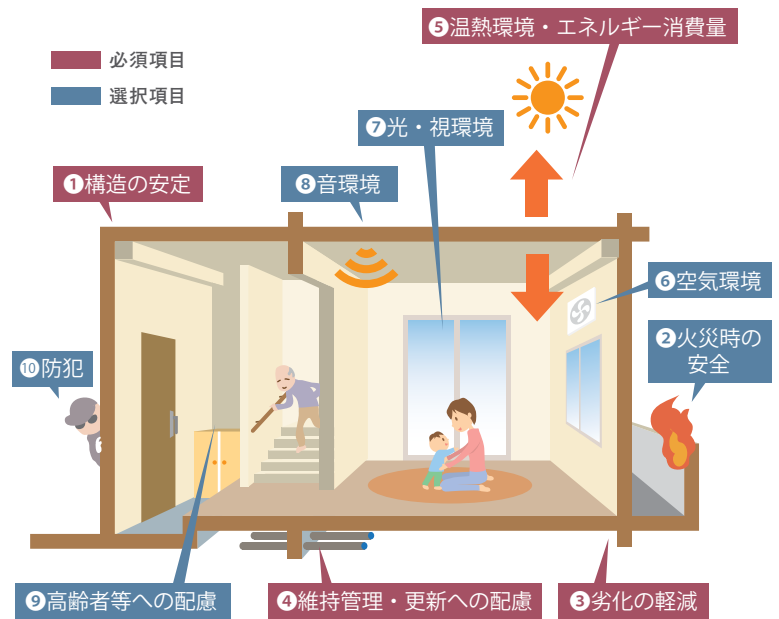 ❺温熱環境・エネルギー消費量
必須項目
選択項目
❼光・視環境
❶構造の安定
❽音環境
❻空気環境
❷火災時の
安全
❿防犯
❾高齢者等への配慮
❹維持管理・更新への配慮
❸劣化の軽減